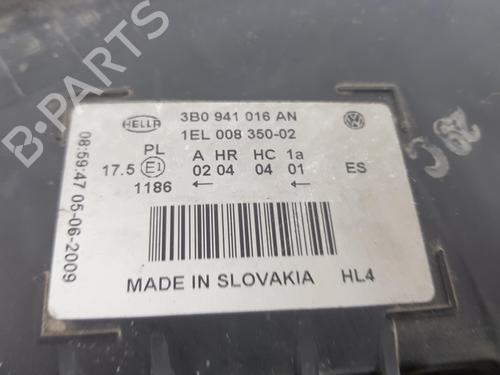 HELLA
3B0 941 016 AN
1EL 008 350-02
PL A HR HC 1a
17.5 E1 02 04 04 01 ES
1186 ← ←
MADE IN SLOVAKIA HL4
08:59:47 05-06-2009
B-PARTS